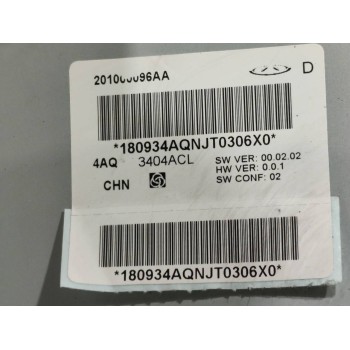 201000096AA D
*180934AQNJT0306X0*
4AQ 3404ACL SW VER: 00.02.02
HW VER: 0.0.1
CHN SW CONF: 02
*180934AQNJT0306X0*